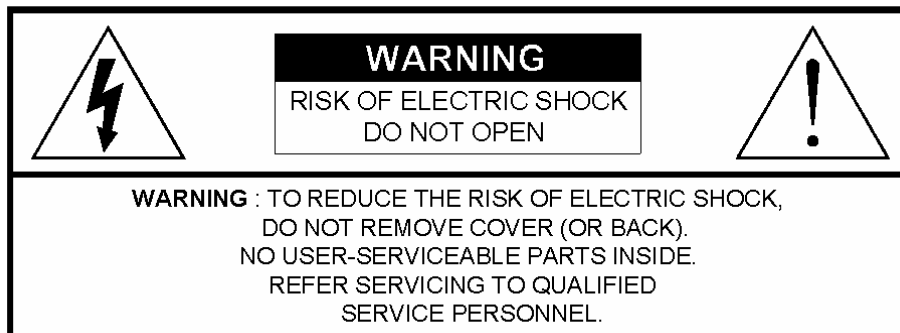 WARNING
RISK OF ELECTRIC SHOCK
DO NOT OPEN
WARNING : TO REDUCE THE RISK OF ELECTRIC SHOCK,
DO NOT REMOVE COVER (OR BACK).
NO USER-SERVICEABLE PARTS INSIDE.
REFER SERVICING TO QUALIFIED
SERVICE PERSONNEL.